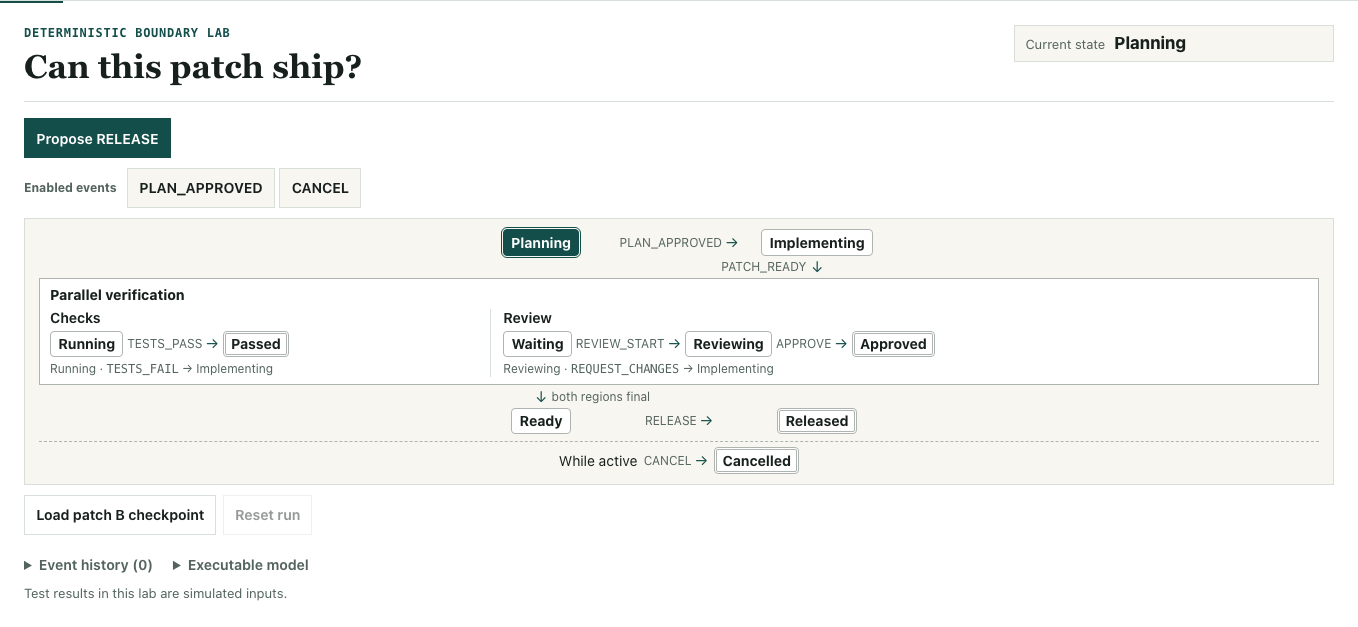 DETERMINISTIC BOUNDARY LAB
Can this patch ship?
Current state Planning
Propose RELEASE
Enabled events PLAN_APPROVED CANCEL
Planning PLAN_APPROVED → Implementing
PATCH_READY ↓
Parallel verification
Checks
Running TESTS_PASS → Passed
Running · TESTS_FAIL → Implementing
Review
Waiting REVIEW_START → Reviewing APPROVE → Approved
Reviewing · REQUEST_CHANGES → Implementing
↓ both regions final
Ready RELEASE → Released
While active CANCEL → Cancelled
Load patch B checkpoint Reset run
▶ Event history (0) ▶ Executable model
Test results in this lab are simulated inputs.